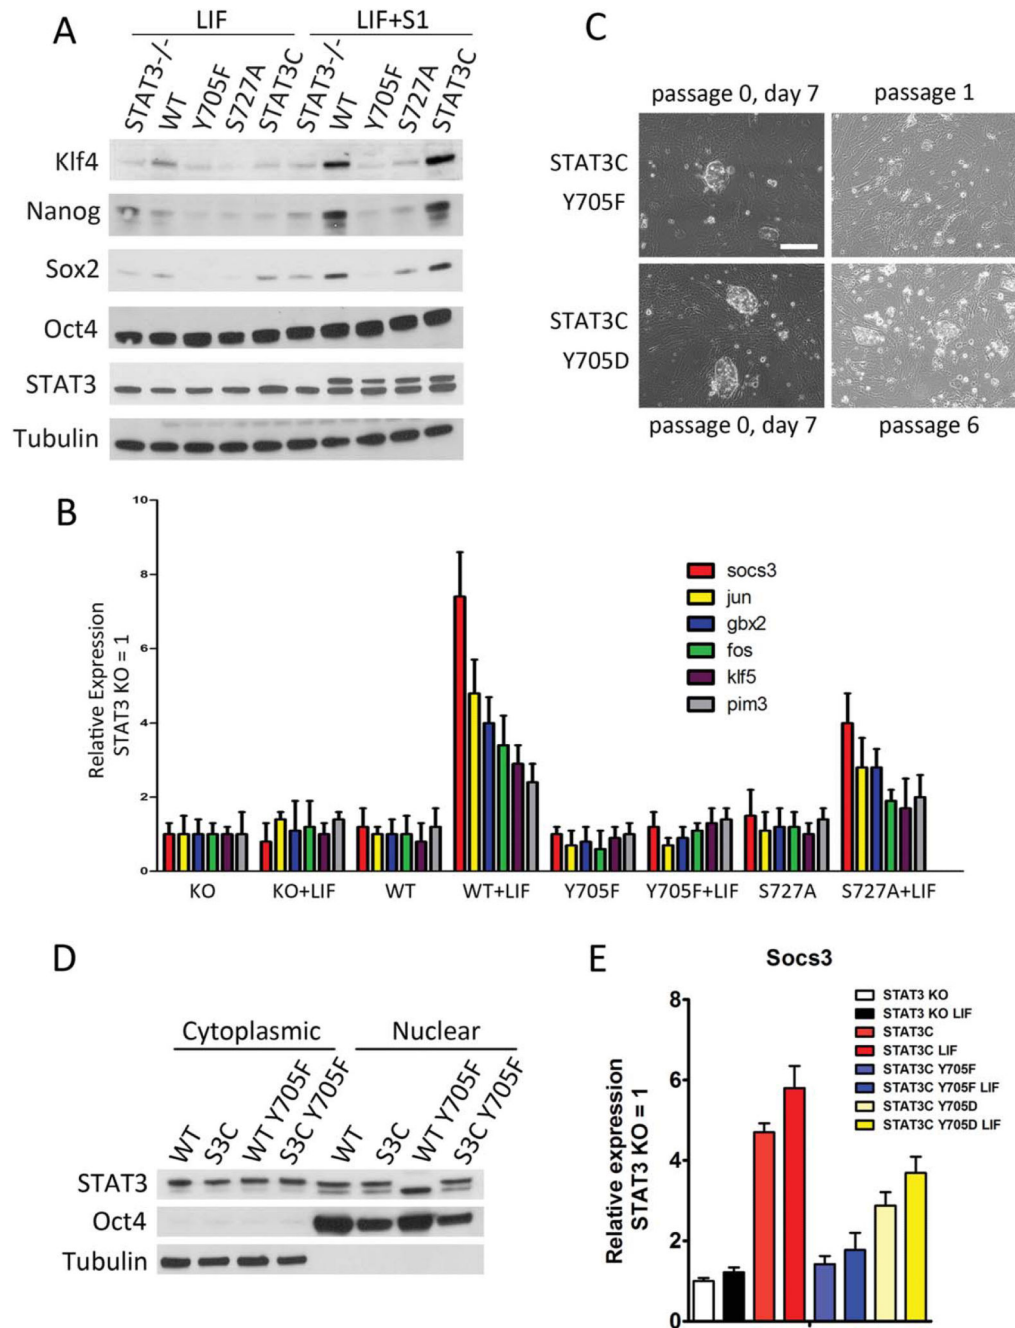 A
LIF LIF+S1
STAT3-/- WT Y705F S727A STAT3C STAT3-/- WT Y705F S727A STAT3C
Klf4
Nanog
Sox2
Oct4
STAT3
Tubulin
C
passage 0, day 7 passage 1
STAT3C
Y705F
STAT3C
Y705D
passage 0, day 7 passage 6
B
Relative Expression
STAT3 KO = 1
10
8
6
4
2
0
socs3
jun
gbx2
fos
klf5
pim3
KO KO+LIF WT WT+LIF Y705F Y705F+LIF S727A S727A+LIF
D
Cytoplasmic Nuclear
WT S3C WT Y705F S3C Y705F WT S3C WT Y705F S3C Y705F
STAT3
Oct4
Tubulin
E
Socs3
Relative expression
STAT3 KO = 1
8
6
4
2
0
STAT3 KO
STAT3 KO LIF
STAT3C
STAT3C LIF
STAT3C Y705F
STAT3C Y705F LIF
STAT3C Y705D
STAT3C Y705D LIF